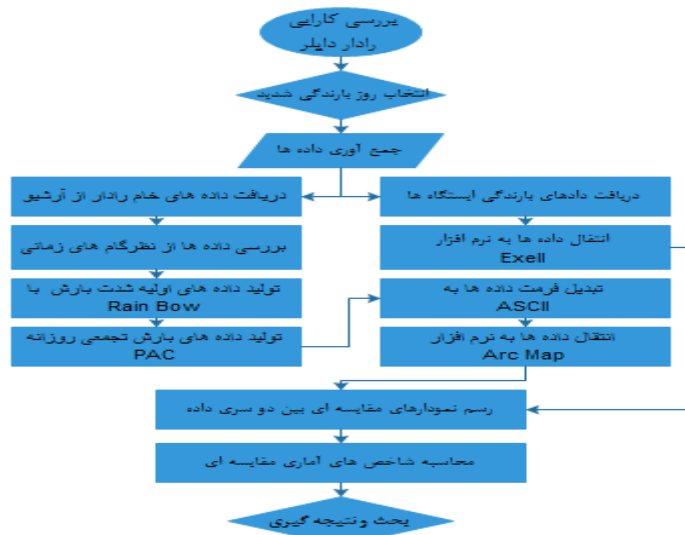 بررسی کارایی
رادار داپلر
انتخاب روز بارندگی شدید
جمع آوری داده ها
دریافت دادهای بارندگی ایستگاه ها
دریافت داده های خام رادار از آرشیو
انتقال داده ها به نرم افزار
Exell
بررسی داده ها از نظرگام های زمانی
تبدیل فرمت داده ها به
ASCII
تولید داده های اولیه شدت بارش با
Rain Bow
انتقال داده ها به نرم افزار
Arc Map
تولید داده های بارش تجمعی روزانه
PAC
رسم نمودارهای مقایسه ای بین دو سری داده
محاسبه شاخص های آماری مقایسه ای
بحث و نتیجه گیری